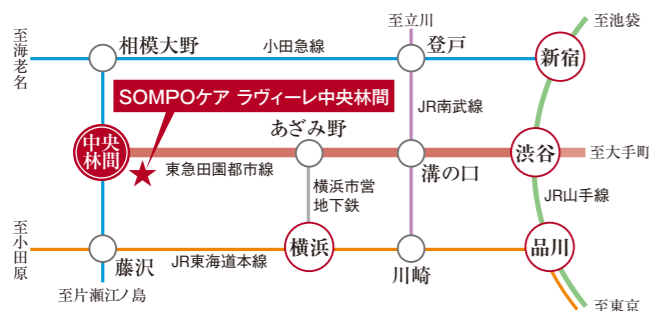 至立川
至池袋
至海老名
相模大野
小田急線
登戸
新宿
SOMPOケア ラヴィーレ中央林間
JR南武線
中央
林間
あざみ野
東急田園都市線
溝の口
渋谷
至大手町
横浜市営
地下鉄
JR山手線
至小田原
藤沢
JR東海道本線
横浜
川崎
品川
至片瀬江ノ島
至東京